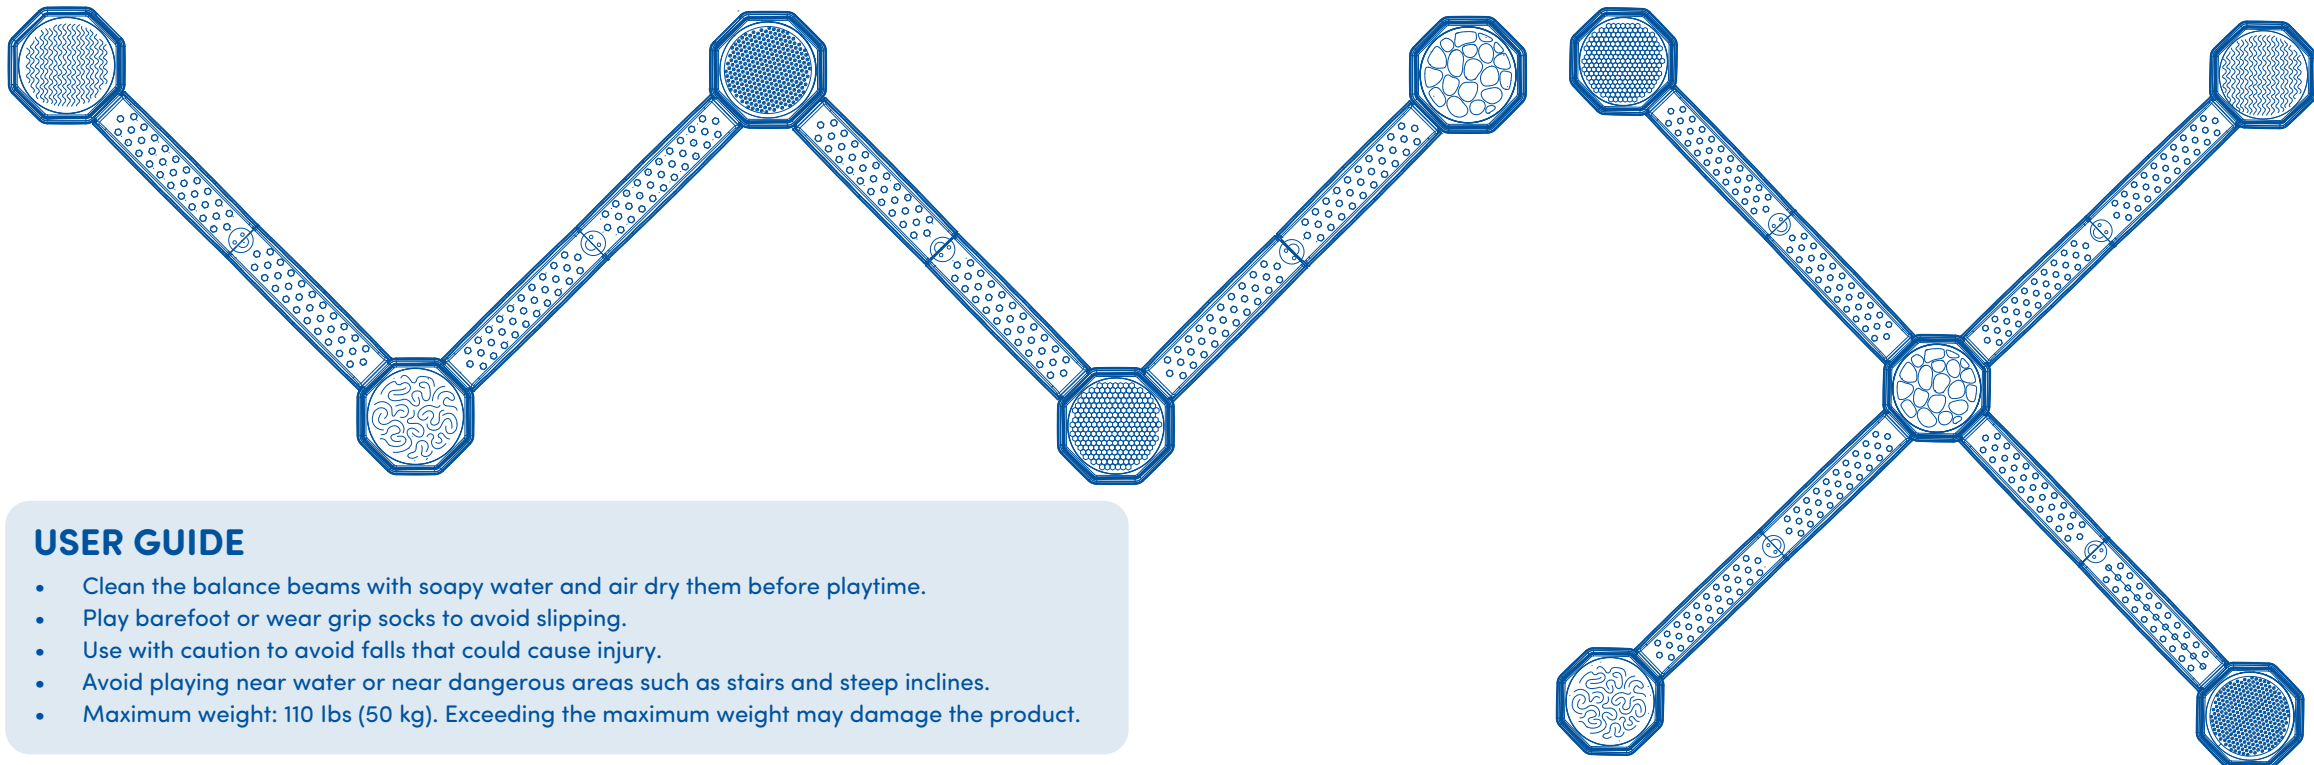 USER GUIDE
• Clean the balance beams with soapy water and air dry them before playtime.
• Play barefoot or wear grip socks to avoid slipping.
• Use with caution to avoid falls that could cause injury.
• Avoid playing near water or near dangerous areas such as stairs and steep inclines.
• Maximum weight: 110 lbs (50 kg). Exceeding the maximum weight may damage the product.